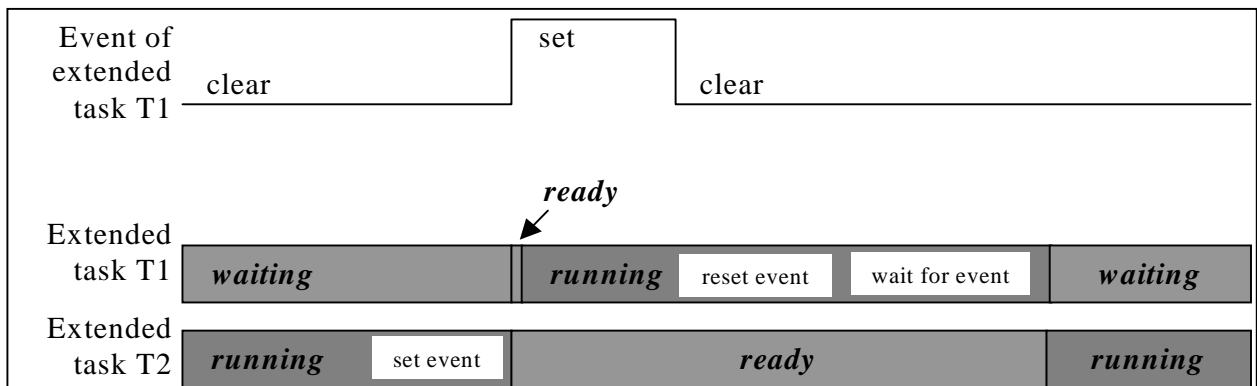 Event of
extended
task T1
clear
set
clear
ready
Extended
task T1
waiting
running
reset event
wait for event
waiting
Extended
task T2
running
set event
ready
running